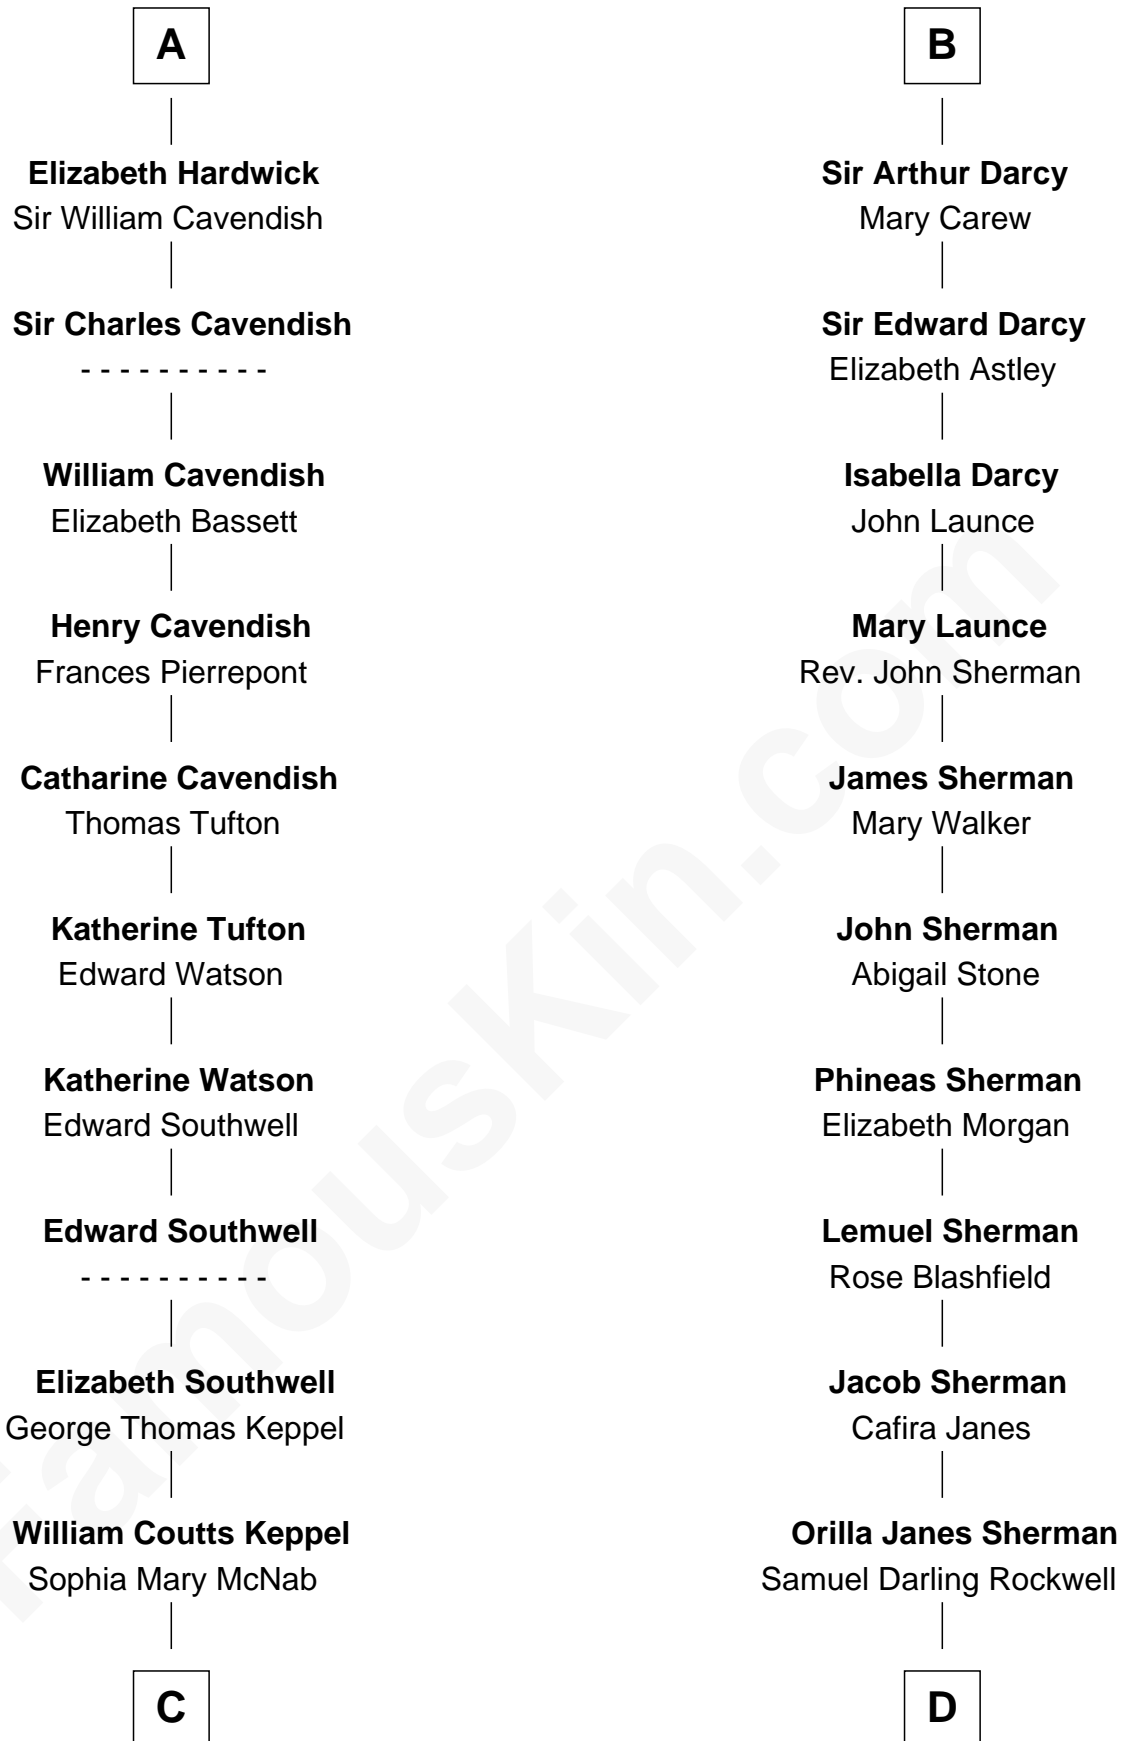 A
Elizabeth Hardwick
Sir William Cavendish
Sir Charles Cavendish
- - - - - - - - - -
William Cavendish
Elizabeth Bassett
Henry Cavendish
Frances Pierrepont
Catharine Cavendish
Thomas Tufton
Katherine Tufton
Edward Watson
Katherine Watson
Edward Southwell
Edward Southwell
- - - - - - - - - -
Elizabeth Southwell
George Thomas Keppel
William Coutts Keppel
Sophia Mary McNab
C
B
Sir Arthur Darcy
Mary Carew
Sir Edward Darcy
Elizabeth Astley
Isabella Darcy
John Launce
Mary Launce
Rev. John Sherman
James Sherman
Mary Walker
John Sherman
Abigail Stone
Phineas Sherman
Elizabeth Morgan
Lemuel Sherman
Rose Blashfield
Jacob Sherman
Cafira Janes
Orilla Janes Sherman
Samuel Darling Rockwell
D
FamousKin.com